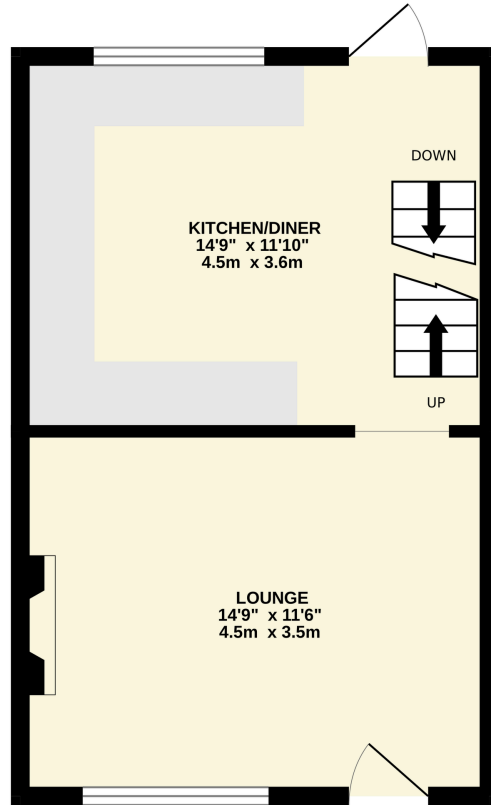 DOWN
KITCHEN/DINER
14'9" x 11'10"
4.5m x 3.6m
UP
LOUNGE
14'9" x 11'6"
4.5m x 3.5m